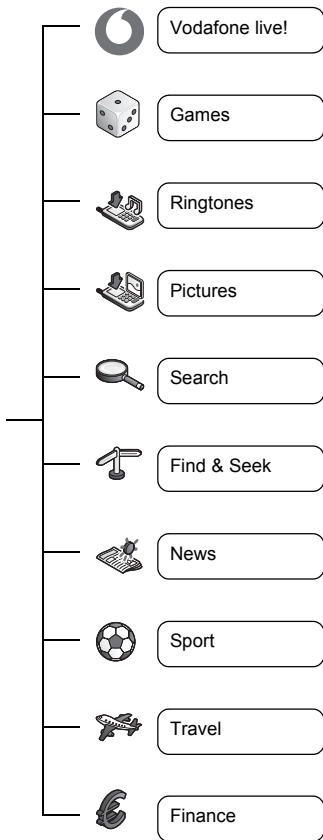 Vodafone live!
Games
Ringtones
Pictures
Search
Find & Seek
News
Sport
Travel
Finance